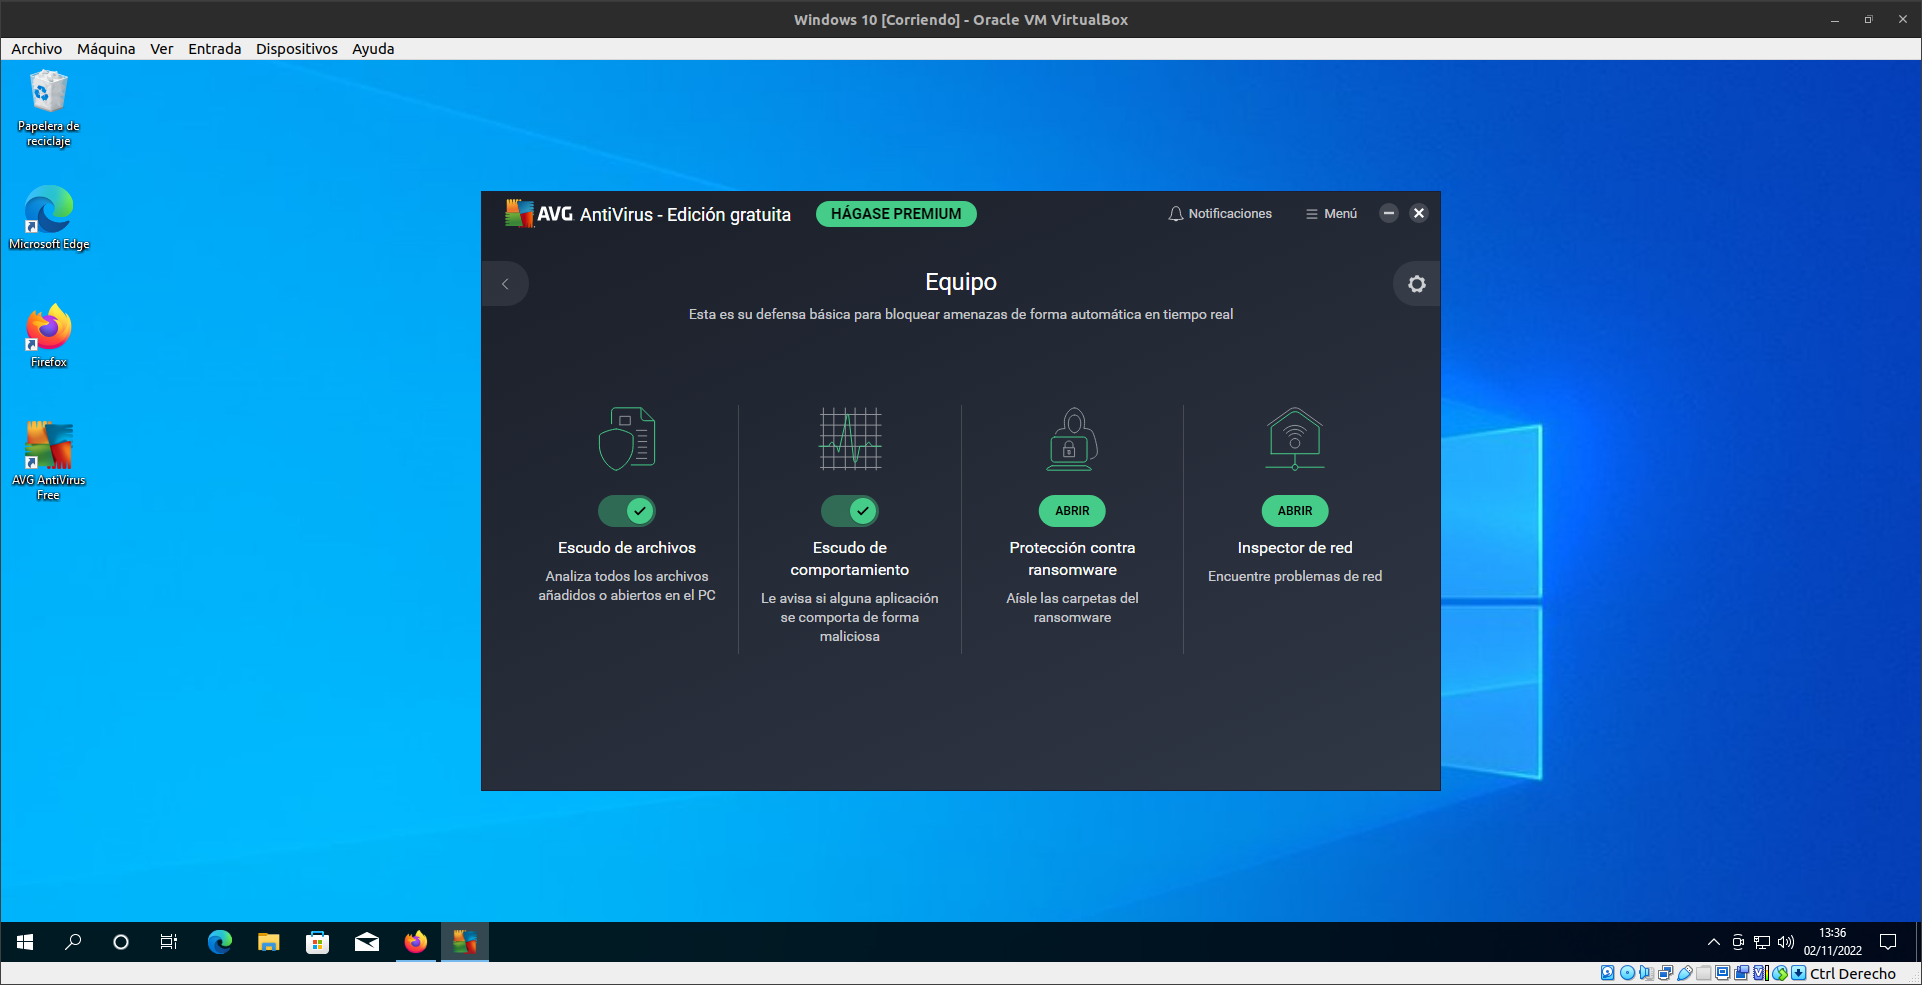 Windows 10 [Corriendo] - Oracle VM VirtualBox
Archivo Máquina Ver Entrada Dispositivos Ayuda
Papelera de
reciclaje
Microsoft Edge
Firefox
AVG AntiVirus
Free
AVG AntiVirus - Edición gratuita
HÁGASE PREMIUM
Notificaciones
Menú
Equipo
Esta es su defensa básica para bloquear amenazas de forma automática en tiempo real
Escudo de archivos
Analiza todos los archivos
añadidos o abiertos en el PC
Escudo de
comportamiento
Le avisa si alguna aplicación
se comporta de forma
maliciosa
ABRIR
Protección contra
ransomware
Aísle las carpetas del
ransomware
ABRIR
Inspector de red
Encuentre problemas de red
13:36
02/11/2022
Ctrl Derecho